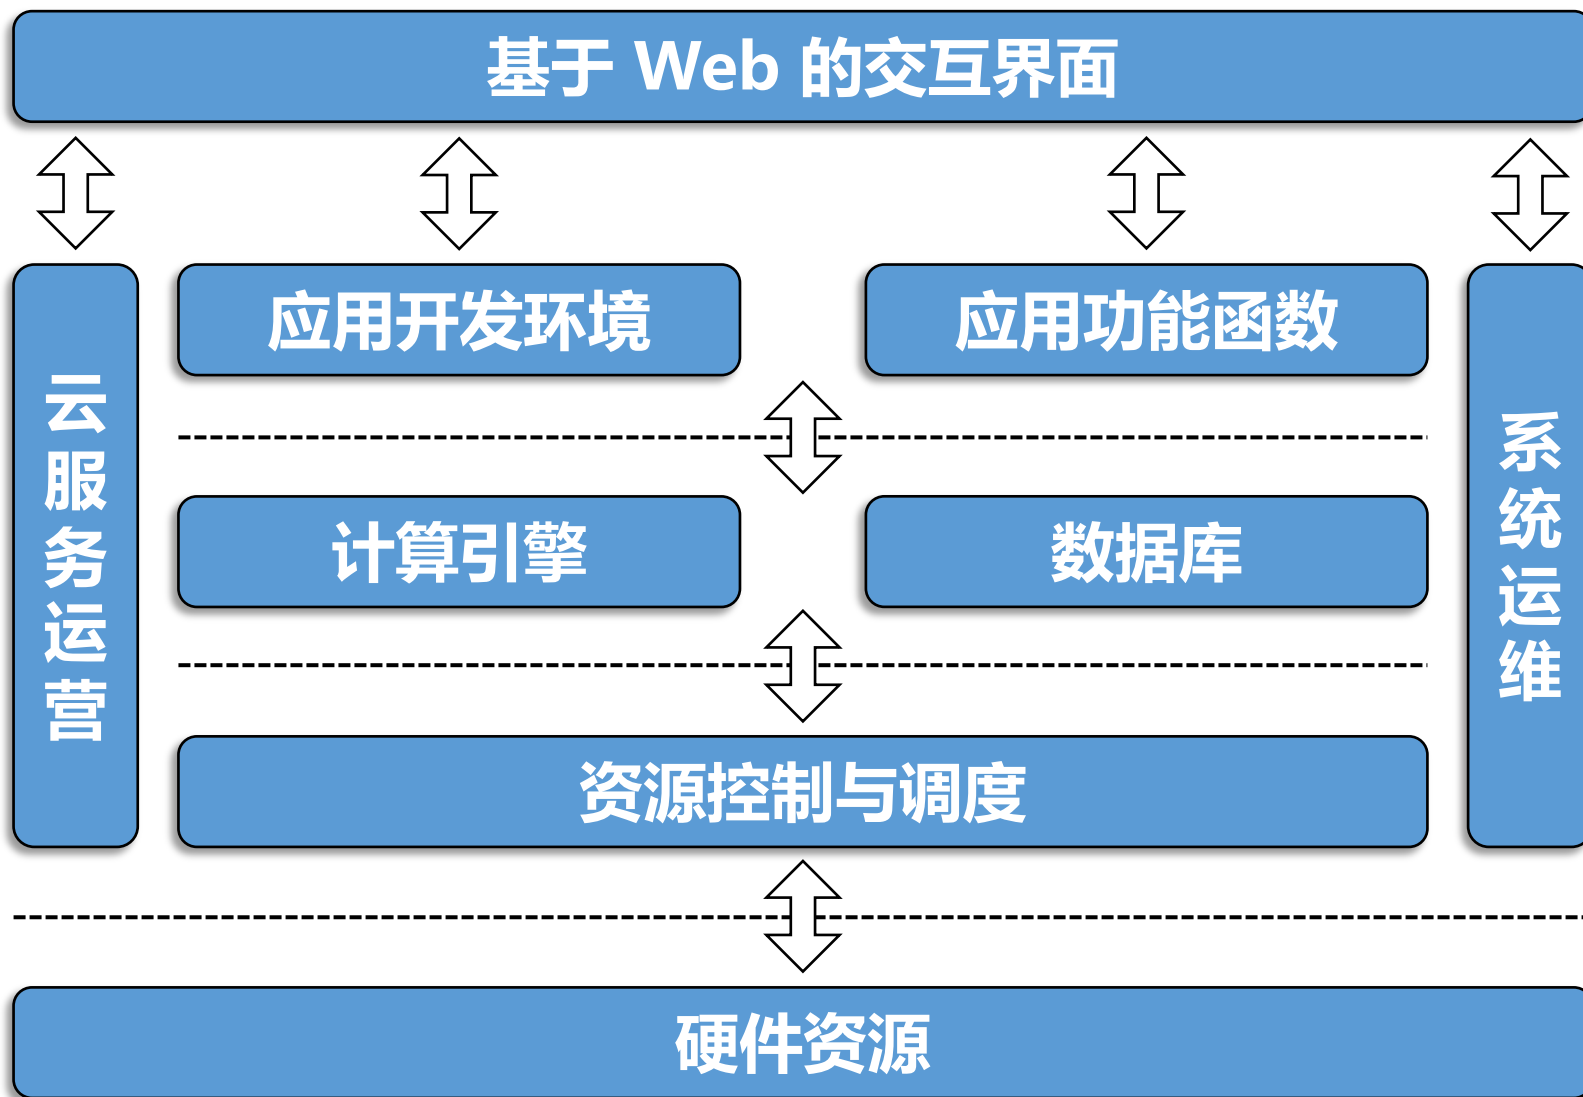 基于 Web 的交互界面
应用开发环境
应用功能函数
云服务运营
系统运维
计算引擎
数据库
资源控制与调度
硬件资源